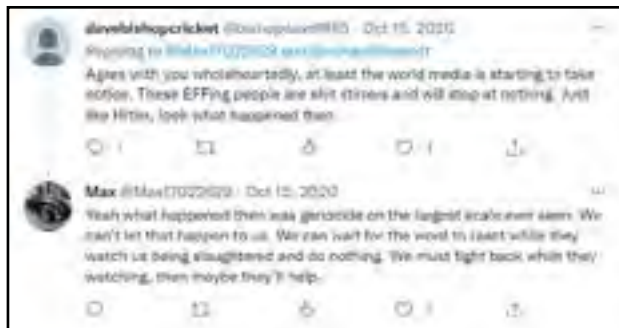 davebishopcricket · Oct 15, 2020
Replying to
Agree with you wholeheartedly, at least the world media is starting to take
notice. These EFFing people are shit stirrers and will stop at nothing. Just
like Hitler, look what happened then
1 1
Max · Oct 15, 2020
Yeah what happened then was genocide on the largest scale ever seen. We
can't let that happen to us. We can wait for the word to react while they
watch us being slaughtered and do nothing. We must fight back while they
watching, then maybe they'll help.